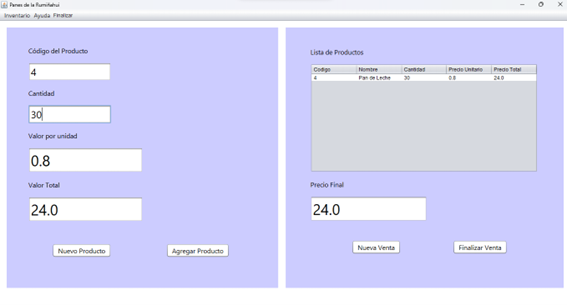 Panes de la Rumiñahui
Inventario Ayuda Finalizar
Código del Producto
4
Cantidad
30
Valor por unidad
0.8
Valor Total
24.0
Nuevo Producto Agregar Producto
Lista de Productos
Codigo Nombre Cantidad Precio Unitario Precio Total
4 Pan de Leche 30 0.8 24.0
Precio Final
24.0
Nueva Venta Finalizar Venta